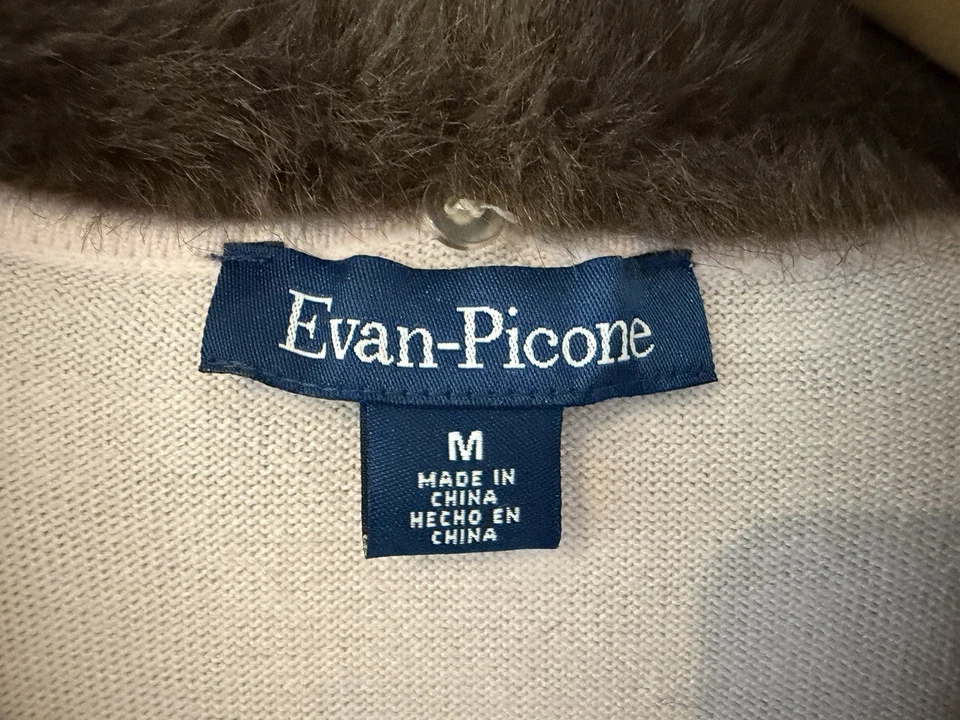 Evan-Picone
M
MADE IN
CHINA
HECHO EN
CHINA